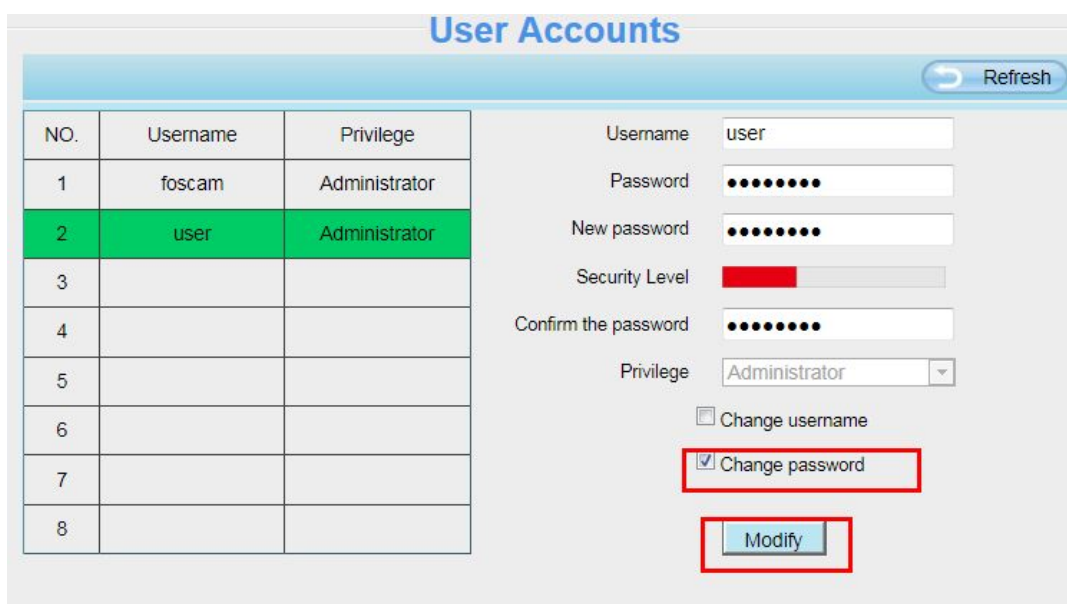 User Accounts
Refresh
NO. Username Privilege
1 foscam Administrator
2 user Administrator
3
4
5
6
7
8
Username user
Password ••••••••
New password ••••••••
Security Level
Confirm the password ••••••••
Privilege Administrator
Change username
Change password
Modify